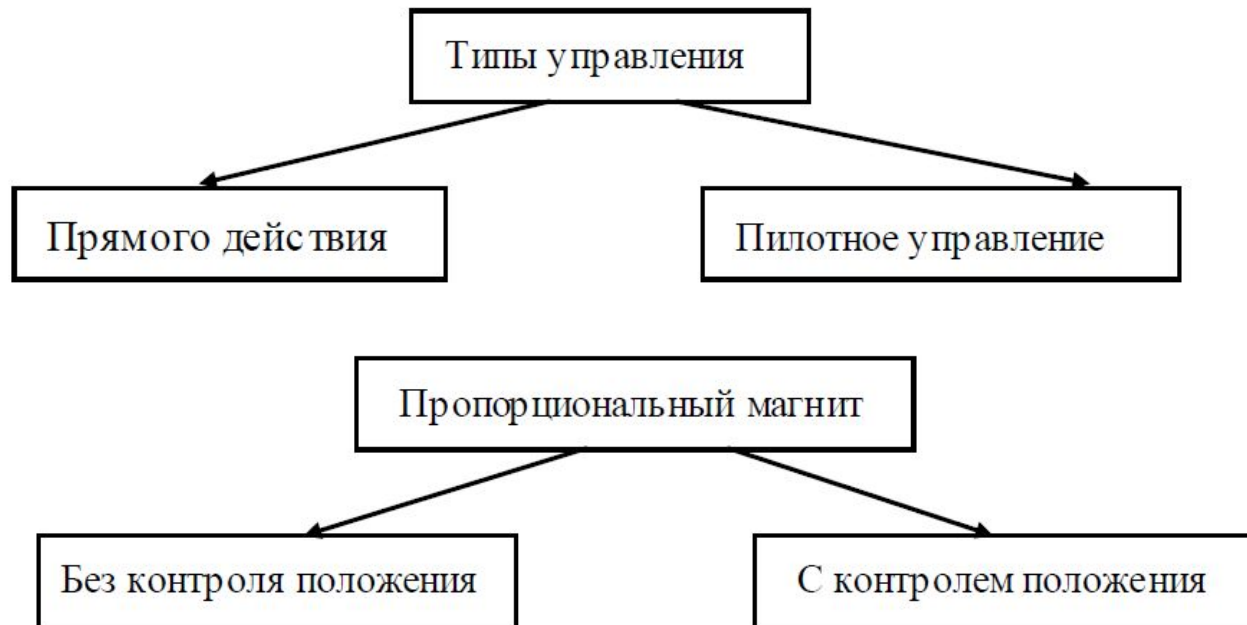 Типы управления
Прямого действия
Пилотное управление
Пропорциональный магнит
Без контроля положения
С контролем положения